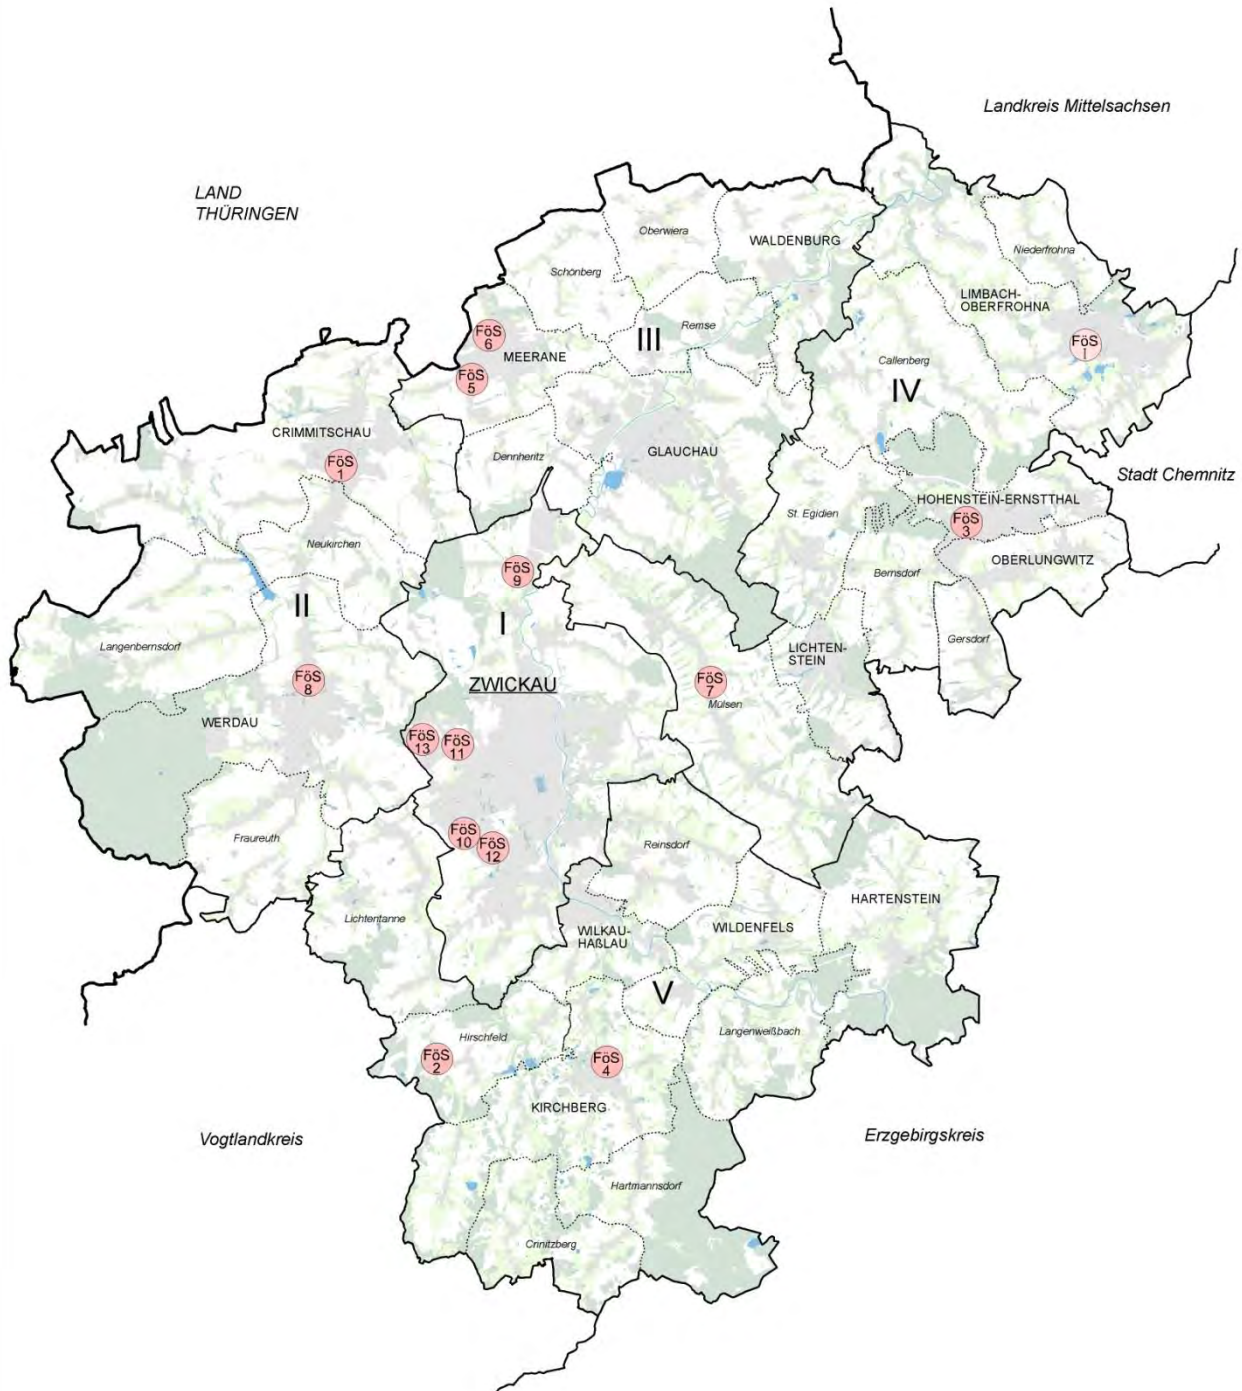 Landkreis Mittelsachsen
LAND
THÜRINGEN
Oberwiera
WALDENBURG
Niederfrohna
Schönberg
LIMBACH-
OBERFROHNA
Remse
FöS
6
III
MEERANE
FöS
I
Callenberg
FöS
5
IV
CRIMMITSCHAU
Dennheritz
GLAUCHAU
FöS
1
Stadt Chemnitz
HOHENSTEIN-ERNSTTHAL
St. Egidien
FöS
3
Neukirchen
OBERLUNGWITZ
FöS
9
Bernsdorf
II
I
Langenbernsdorf
Gersdorf
LICHTEN-
STEIN
FöS
8
ZWICKAU
FöS
7
Mülsen
WERDAU
FöS
13
FöS
11
FöS
10
FöS
12
Fraureuth
Reinsdorf
HARTENSTEIN
Lichtentanne
WILKAU-
HAßLAU
WILDENFELS
V
Langenweißbach
Hirschfeld
FöS
2
FöS
4
KIRCHBERG
Vogtlandkreis
Erzgebirgskreis
Hartmannsdorf
Crinitzberg